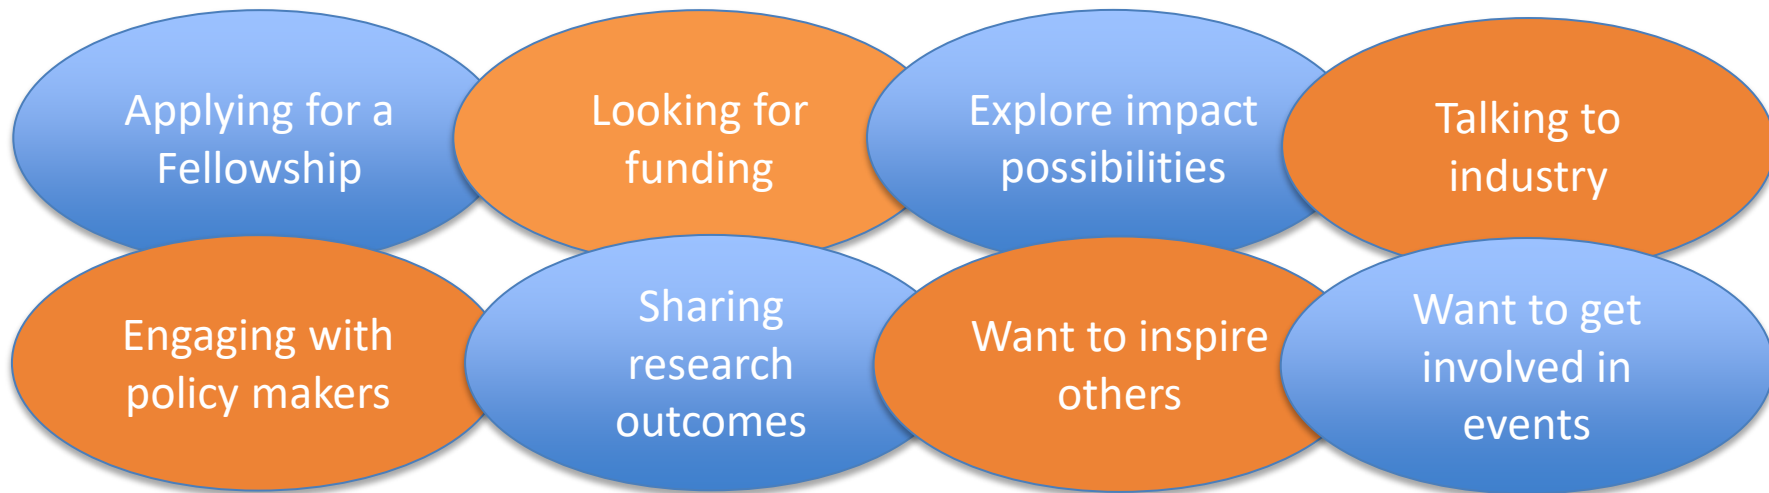 Applying for a
Fellowship
Looking for
funding
Explore impact
possibilities
Talking to
industry
Engaging with
policy makers
Sharing
research
outcomes
Want to inspire
others
Want to get
involved in
events